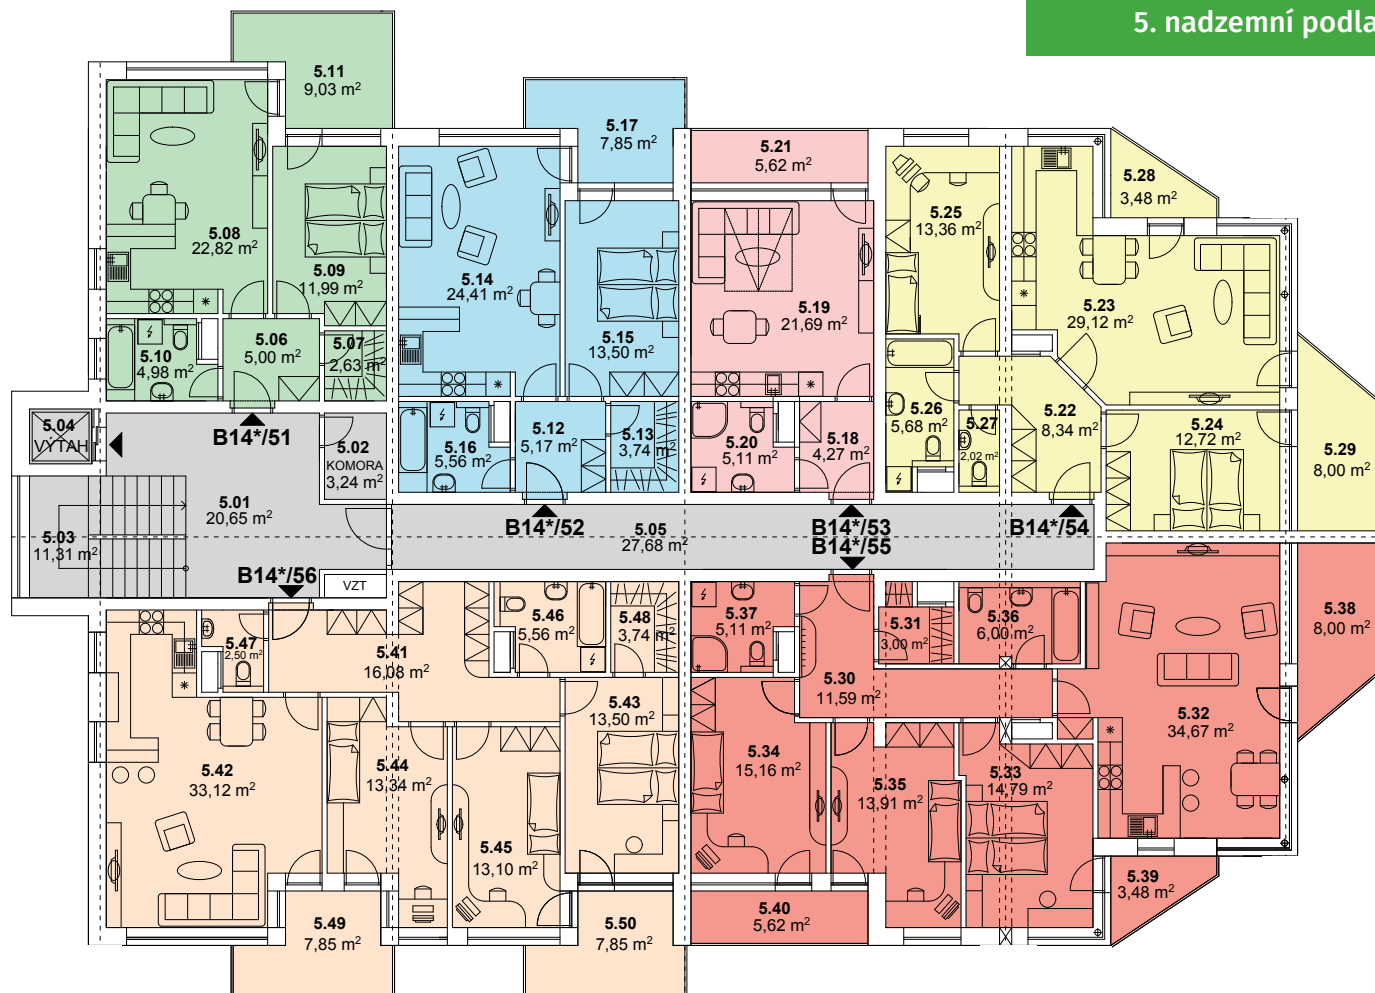 5. nadzemní podla
5.11
9,03 m²
5.17
7,85 m²
5.21
5,62 m²
5.28
3,48 m²
5.08
22,82 m²
5.09
11,99 m²
5.14
24,41 m²
5.15
13,50 m²
5.19
21,69 m²
5.25
13,36 m²
5.23
29,12 m²
5.10
4,98 m²
5.06
5,00 m²
5.07
2,63 m²
5.16
5,56 m²
5.12
5,17 m²
5.13
3,74 m²
5.20
5,11 m²
5.18
4,27 m²
5.26
5,68 m²
5.27
2,02 m²
5.22
8,34 m²
5.24
12,72 m²
5.29
8,00 m²
5.04
VÝTAH
B14*/51
5.02
KOMORA
3,24 m²
5.01
20,65 m²
5.03
11,31 m²
B14*/52
5.05
27,68 m²
B14*/53
B14*/55
B14*/54
B14*/56
VZT
5.47
2,50 m²
5.41
16,08 m²
5.46
5,56 m²
5.48
3,74 m²
5.37
5,11 m²
5.31
3,00 m²
5.36
6,00 m²
5.38
8,00 m²
5.30
11,59 m²
5.42
33,12 m²
5.44
13,34 m²
5.45
13,10 m²
5.43
13,50 m²
5.34
15,16 m²
5.35
13,91 m²
5.33
14,79 m²
5.32
34,67 m²
5.39
3,48 m²
5.49
7,85 m²
5.50
7,85 m²
5.40
5,62 m²